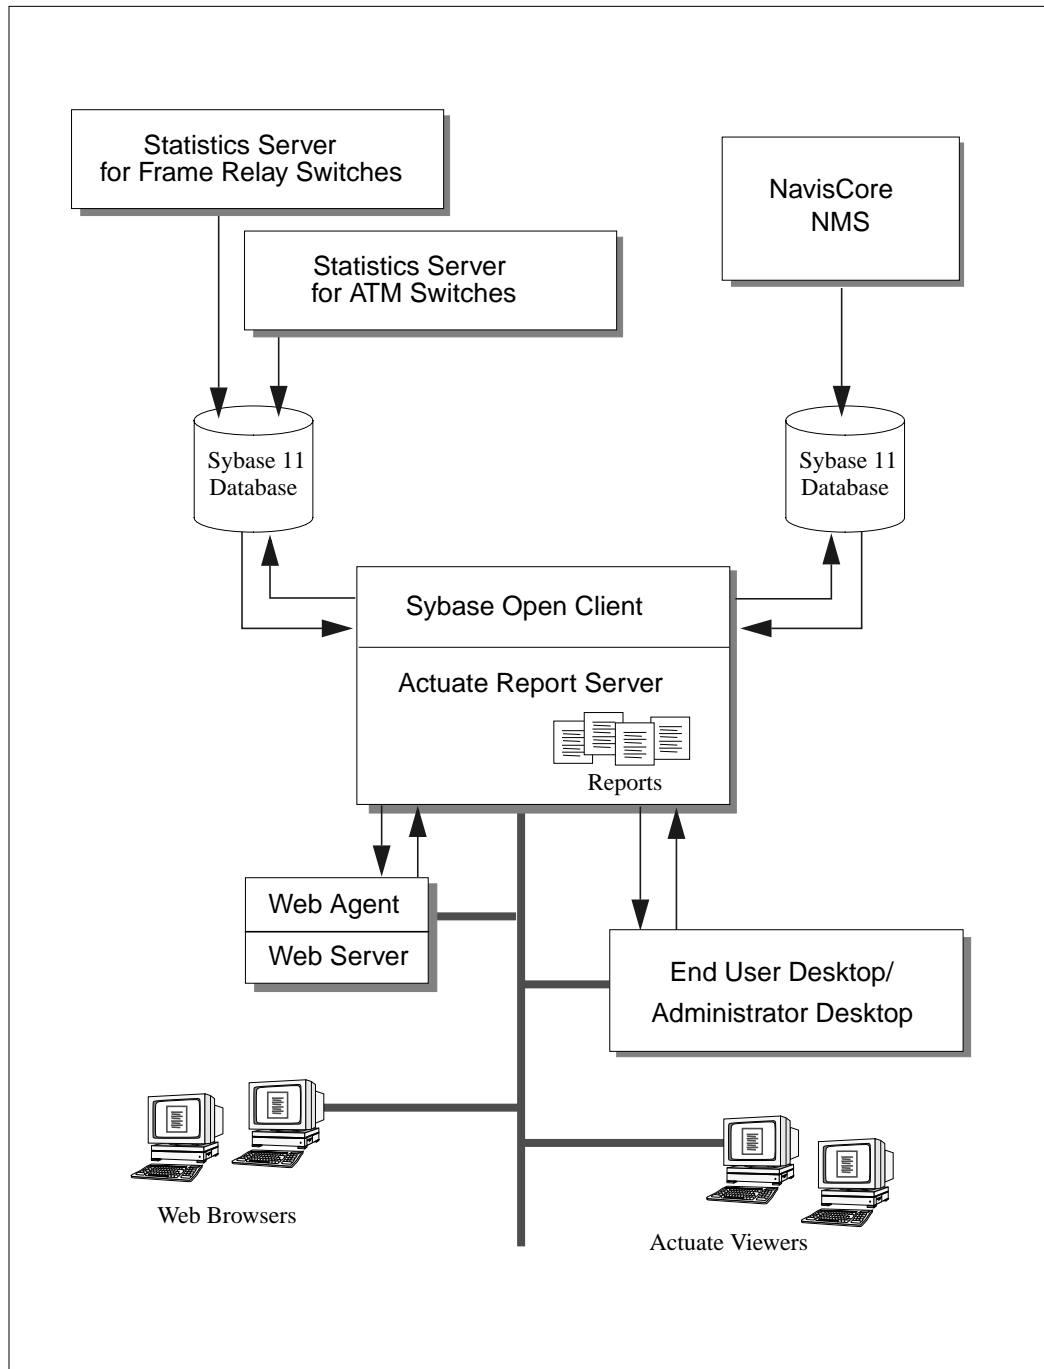 Statistics Server
for Frame Relay Switches
NavisCore
NMS
Statistics Server
for ATM Switches
Sybase 11
Database
Sybase 11
Database
Sybase Open Client
Actuate Report Server
Reports
Web Agent
Web Server
End User Desktop/
Administrator Desktop
Web Browsers
Actuate Viewers